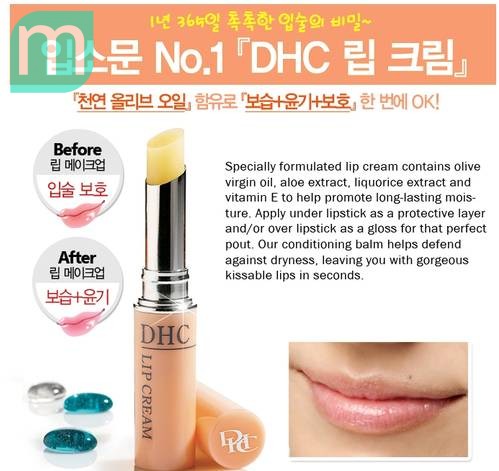 1년 365일 촉촉한 입술의 비밀~
m
입소문 No.1 『DHC 립 크림』
『천연 올리브 오일』 함유로 『보습+윤기+보호』 한 번에 OK!
Before
립 메이크업
입술 보호
After
립 메이크업
보습+윤기
Specially formulated lip cream contains olive
virgin oil, aloe extract, liquorice extract and
vitamin E to help promote long-lasting mois-
ture. Apply under lipstick as a protective layer
and/or over lipstick as a gloss for that perfect
pout. Our conditioning balm helps defend
against dryness, leaving you with gorgeous
kissable lips in seconds.
DHC
LIP CREAM
DHC